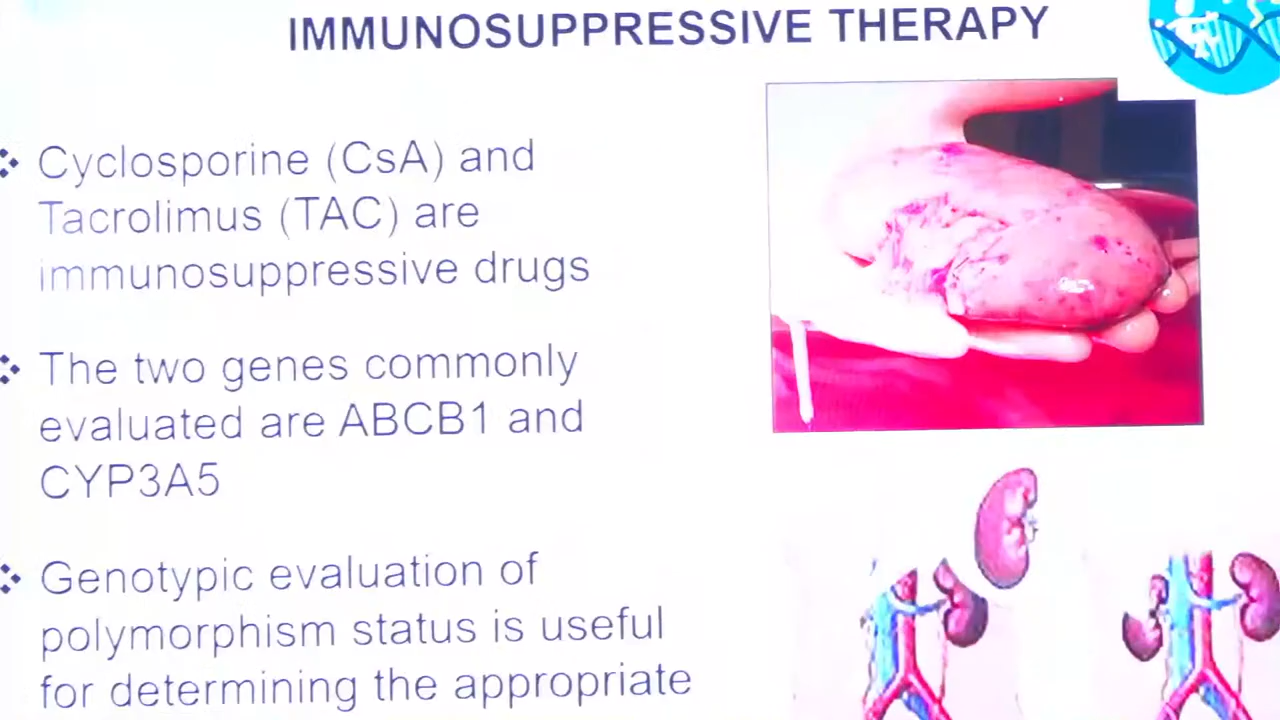 IMMUNOSUPPRESSIVE THERAPY
Cyclosporine (CsA) and
Tacrolimus (TAC) are
immunosuppressive drugs
The two genes commonly
evaluated are ABCB1 and
CYP3A5
Genotypic evaluation of
polymorphism status is useful
for determining the appropriate